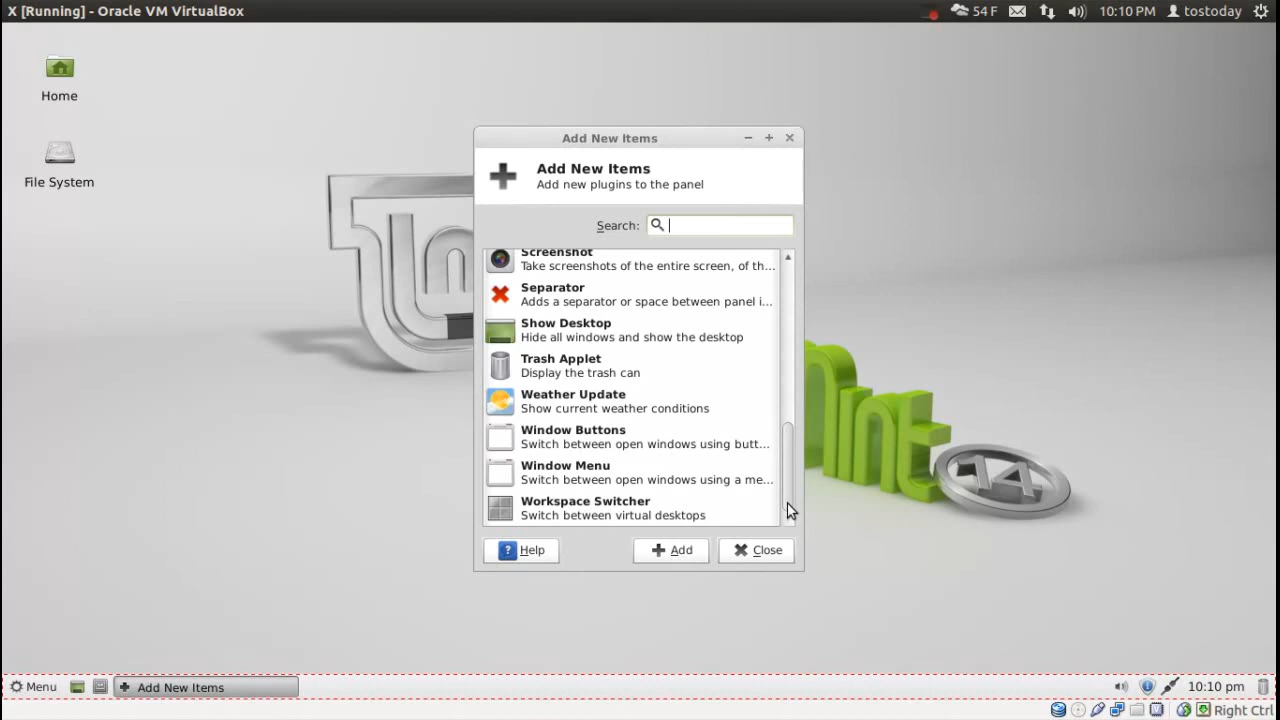 X [Running] - Oracle VM VirtualBox
54 F
10:10 PM
tostoday
Home
File System
Add New Items
Add New Items
Add new plugins to the panel
Search:
Screenshot
Take screenshots of the entire screen, of th...
Separator
Adds a separator or space between panel i...
Show Desktop
Hide all windows and show the desktop
Trash Applet
Display the trash can
Weather Update
Show current weather conditions
Window Buttons
Switch between open windows using butt...
Window Menu
Switch between open windows using a me...
Workspace Switcher
Switch between virtual desktops
Help
Add
Close
14
Menu
Add New Items
10:10 pm
Right Ctrl